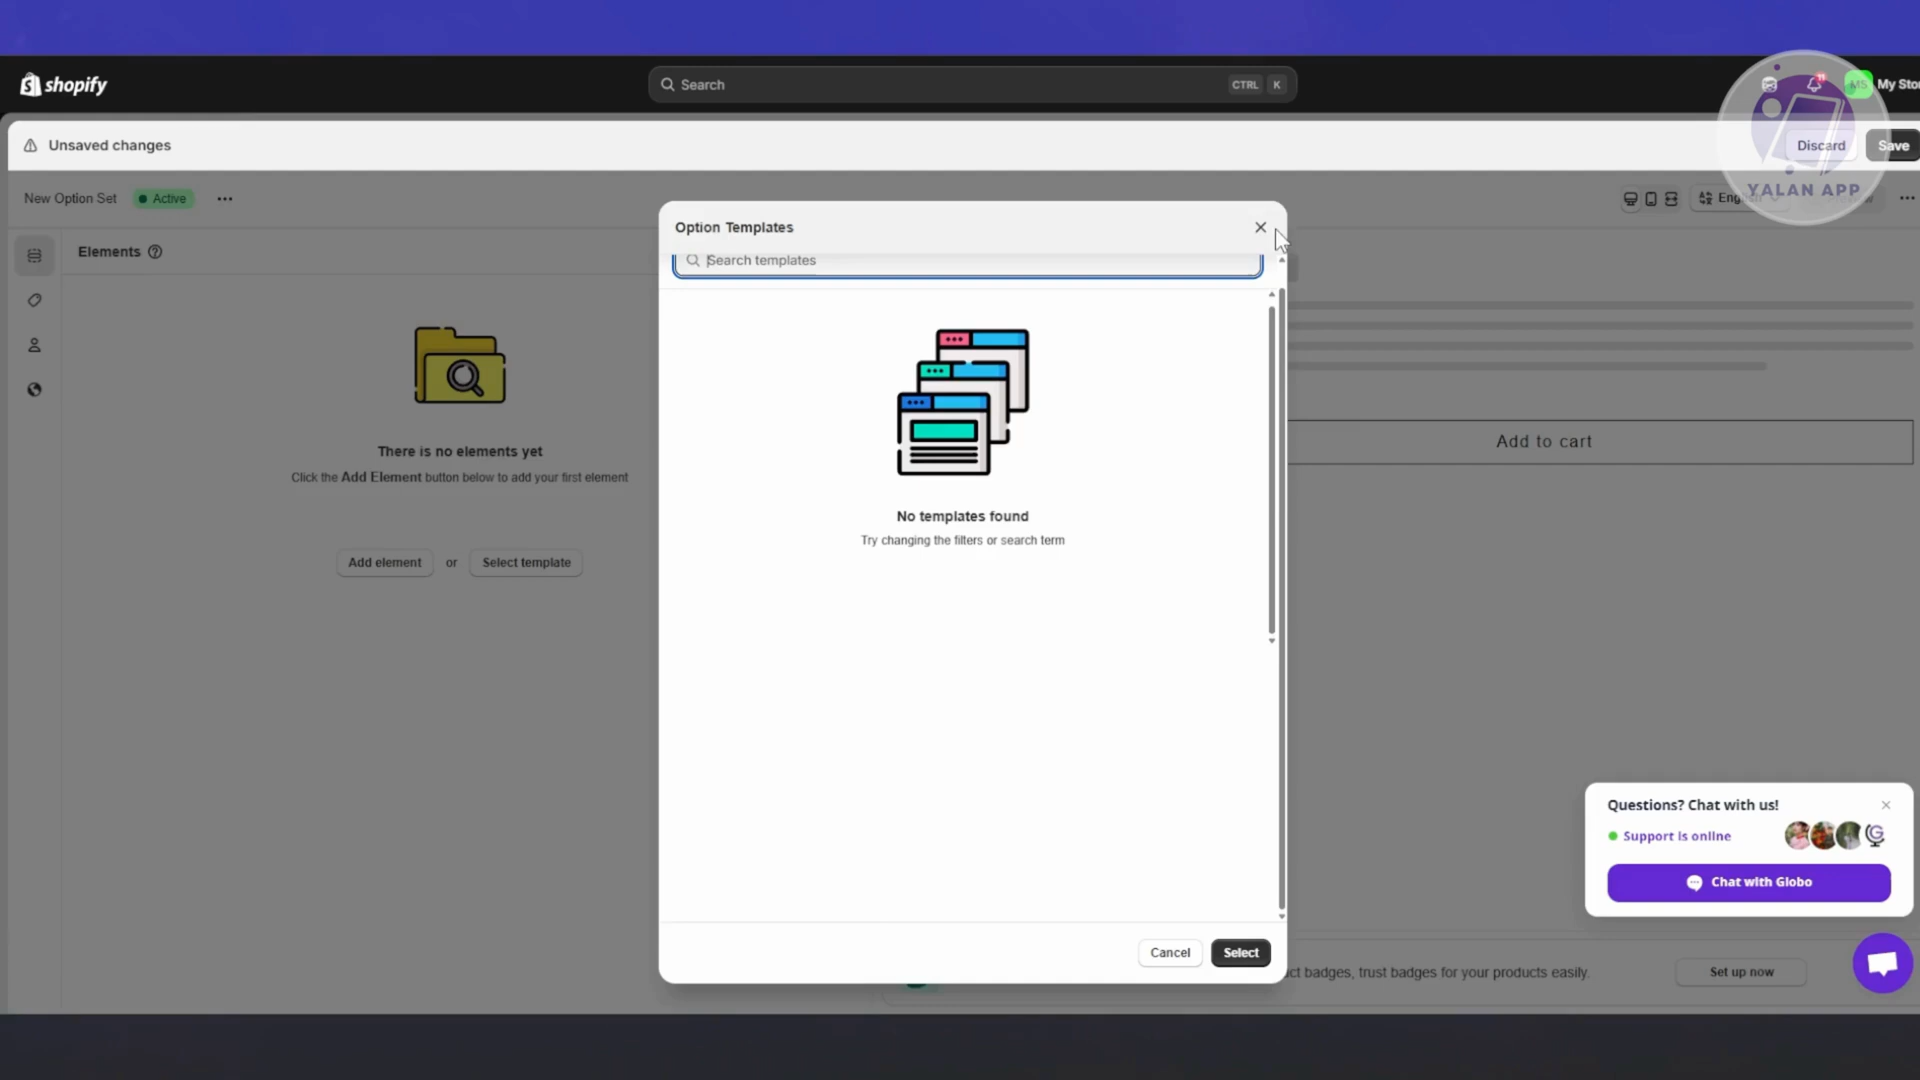 shopify
Search
CTRL K
MS
My Sto
Unsaved changes
Discard
Save
YALAN APP
New Option Set
Active
Elements
There is no elements yet
Click the Add Element button below to add your first element
Add element or Select template
Option Templates
Search templates
No templates found
Try changing the filters or search term
Cancel
Select
Add to cart
Questions? Chat with us!
Support is online
Chat with Globo
ct badges, trust badges for your products easily.
Set up now